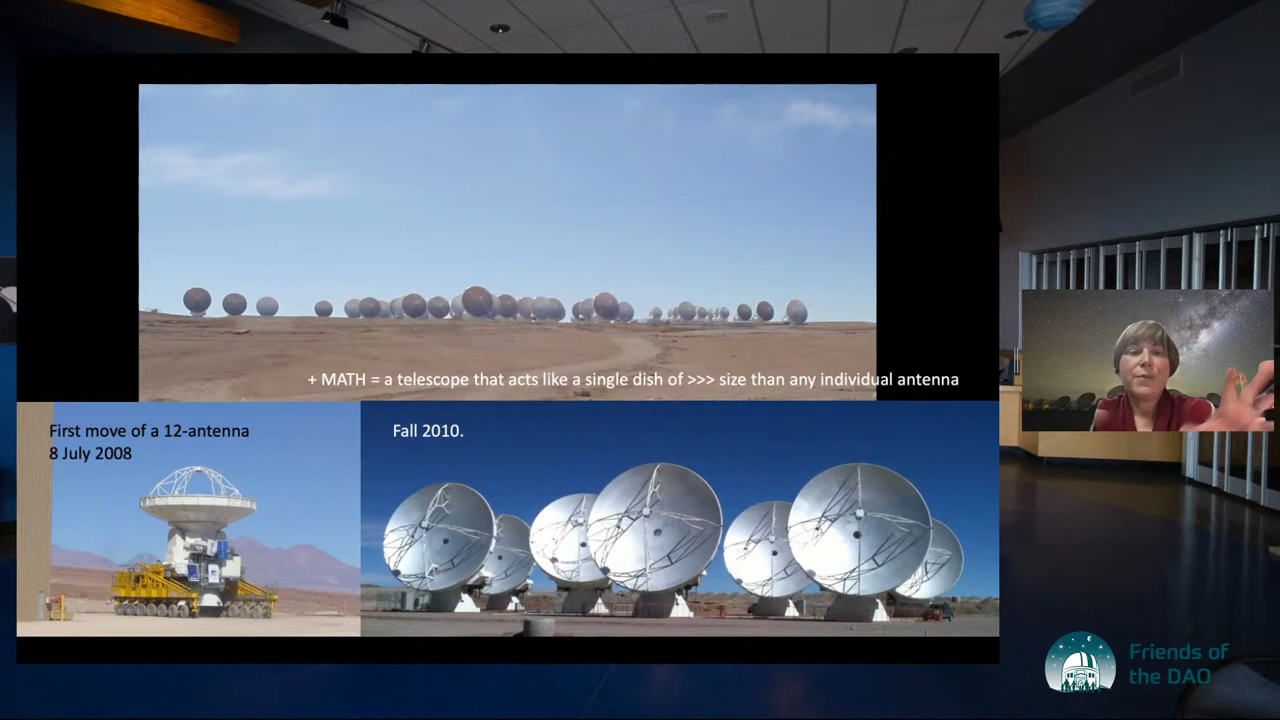 + MATH = a telescope that acts like a single dish of >>> size than any individual antenna
First move of a 12-antenna
8 July 2008
Fall 2010.
Friends of
the DAO